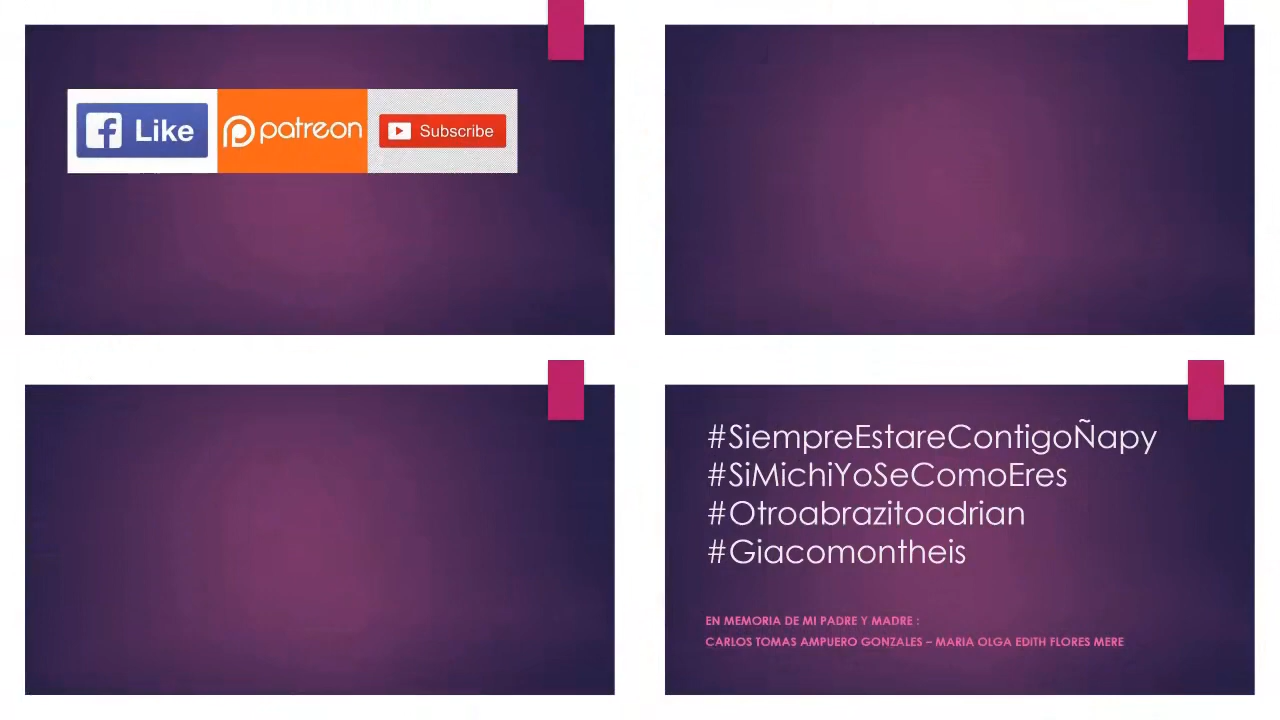 Like
patreon
Subscribe
#SiempreEstareContigoÑapy
#SiMichiYoSeComoEres
#Otroabrazitoadrian
#Giacomontheis
EN MEMORIA DE MI PADRE Y MADRE :
CARLOS TOMAS AMPUERO GONZALES – MARIA OLGA EDITH FLORES MERE